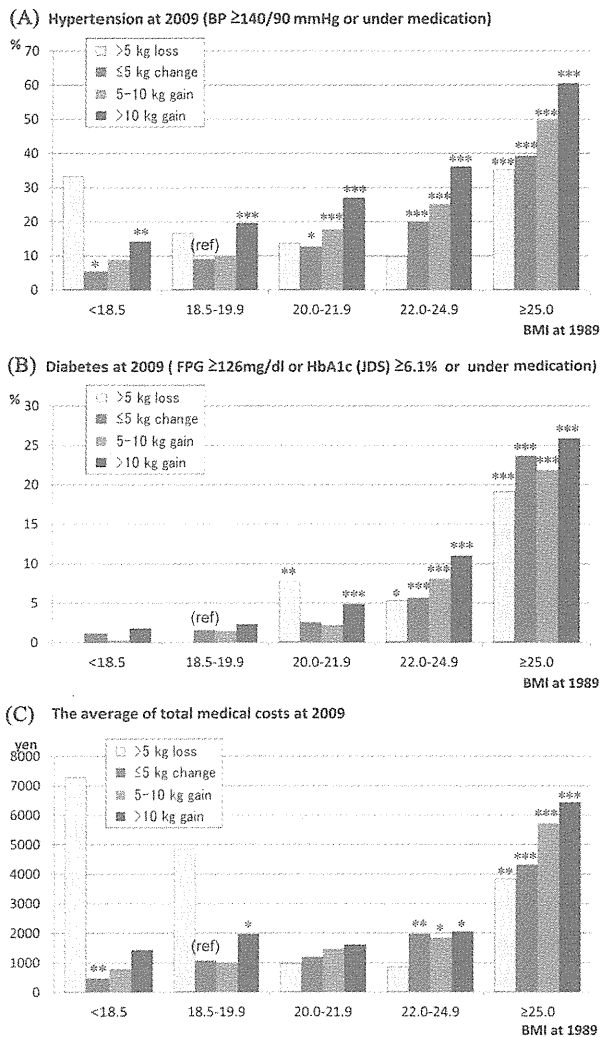 (A) Hypertension at 2009 (BP ≥140/90 mmHg or under medication)
%
70
60
50
40
30
20
10
0
>5 kg loss
≤5 kg change
5-10 kg gain
>10 kg gain
* ** (ref) *** * *** *** *** *** *** *** *** *** ***
<18.5 18.5-19.9 20.0-21.9 22.0-24.9 ≥25.0
BMI at 1989
(B) Diabetes at 2009 ( FPG ≥126mg/dl or HbA1c (JDS) ≥6.1% or under medication)
%
30
25
20
15
10
5
0
>5 kg loss
≤5 kg change
5-10 kg gain
>10 kg gain
(ref) ** *** * *** *** *** *** *** *** ***
<18.5 18.5-19.9 20.0-21.9 22.0-24.9 ≥25.0
BMI at 1989
(C) The average of total medical costs at 2009
yen
8000
7000
6000
5000
4000
3000
2000
1000
0
>5 kg loss
≤5 kg change
5-10 kg gain
>10 kg gain
** (ref) * ** * * ** *** *** ***
<18.5 18.5-19.9 20.0-21.9 22.0-24.9 ≥25.0
BMI at 1989